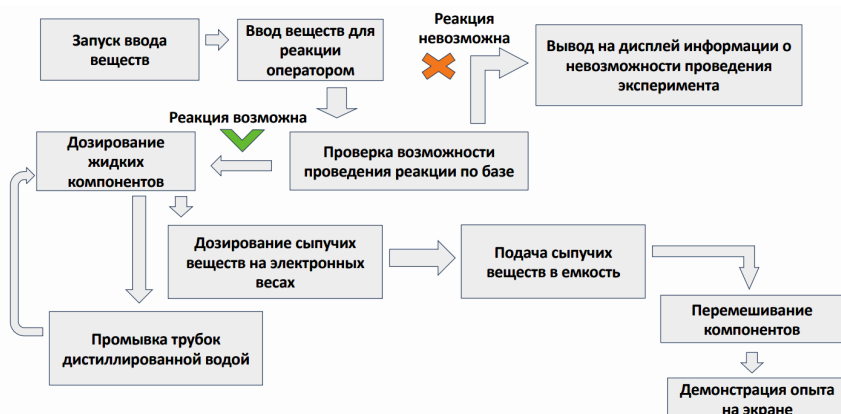 Запуск ввода
веществ
Ввод веществ для
реакции
оператором
Реакция
невозможна
Вывод на дисплей информации о
невозможности проведения
эксперимента
Реакция возможна
Проверка возможности
проведения реакции по базе
Дозирование
жидких
компонентов
Дозирование сыпучих
веществ на электронных
весах
Подача сыпучих
веществ в емкость
Промывка трубок
дистиллированной водой
Перемешивание
компонентов
Демонстрация опыта
на экране